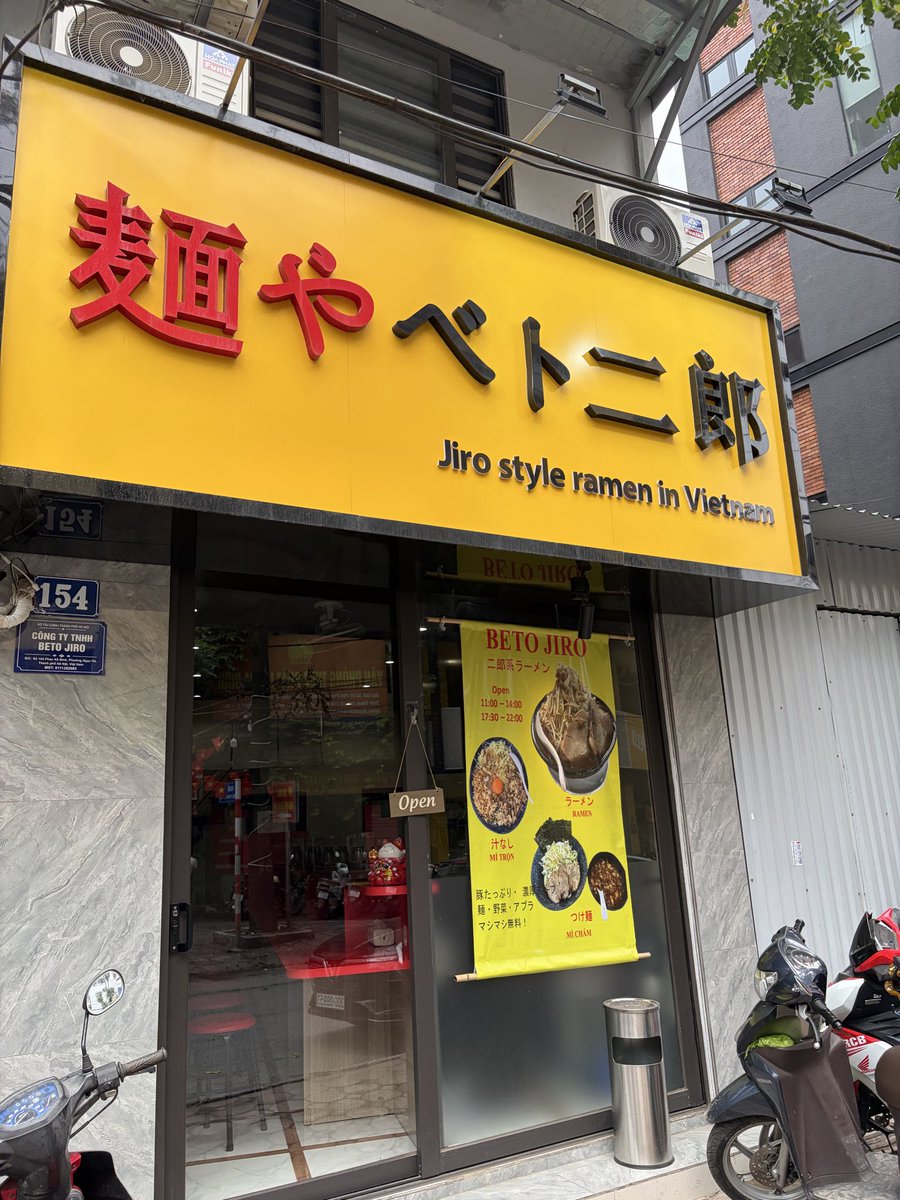 麺やベト二郎
Jiro style ramen in Vietnam
154
CÔNG TY TNHH
BETO JIRO
BETO JIRO
二郎系ラーメン
Open
11:00 – 14:00
17:30 – 22:00
ラーメン
RAMEN
汁なし
MÌ TRỘN
つけ麺
MÌ CHẤM
豚たっぷり・濃厚
麺・野菜・アブラ
マシマシ無料！
Open
HONDA